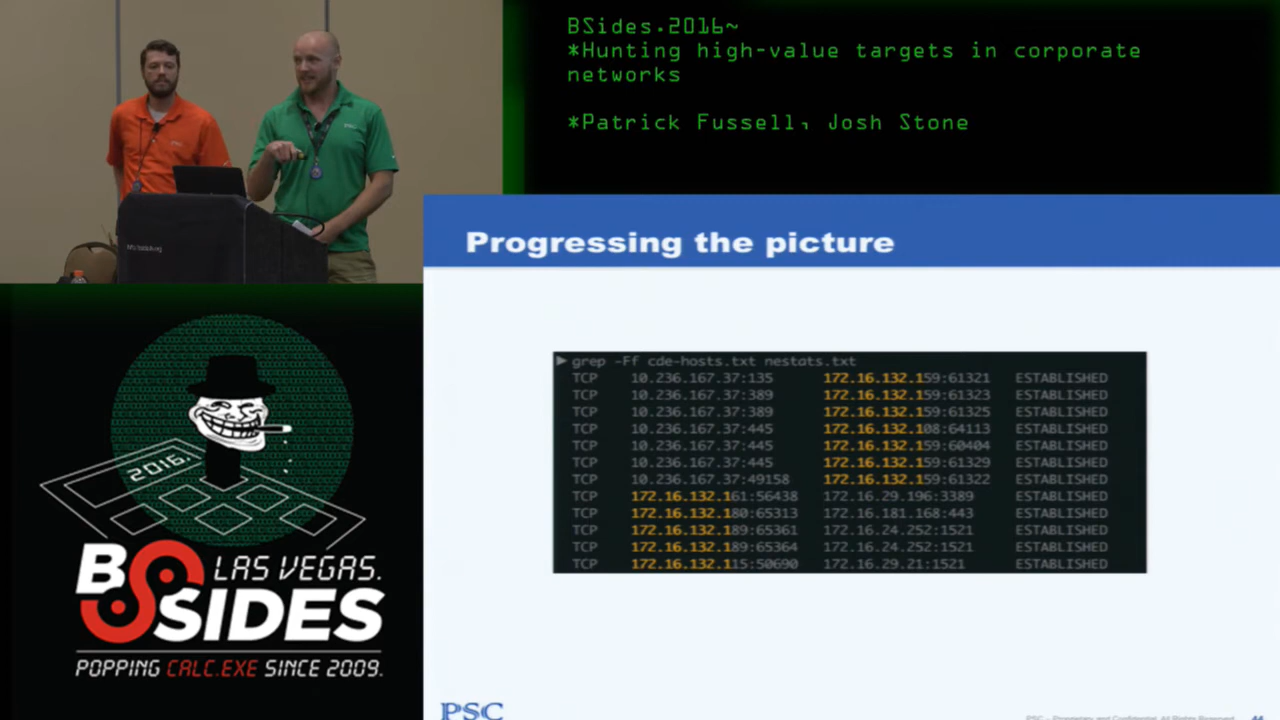 BSides.2016~
*Hunting high-value targets in corporate
networks
*Patrick Fussell, Josh Stone
Progressing the picture
▶ grep -Ff cde-hosts.txt nestats.txt
TCP 10.236.167.37:135 172.16.132.159:61321 ESTABLISHED
TCP 10.236.167.37:389 172.16.132.159:61323 ESTABLISHED
TCP 10.236.167.37:389 172.16.132.159:61325 ESTABLISHED
TCP 10.236.167.37:445 172.16.132.108:64113 ESTABLISHED
TCP 10.236.167.37:445 172.16.132.159:60404 ESTABLISHED
TCP 10.236.167.37:445 172.16.132.159:61329 ESTABLISHED
TCP 10.236.167.37:49158 172.16.132.159:61322 ESTABLISHED
TCP 172.16.132.161:56438 172.16.29.196:3389 ESTABLISHED
TCP 172.16.132.180:65313 172.16.181.168:443 ESTABLISHED
TCP 172.16.132.189:65361 172.16.24.252:1521 ESTABLISHED
TCP 172.16.132.189:65364 172.16.24.252:1521 ESTABLISHED
TCP 172.16.132.115:50690 172.16.29.21:1521 ESTABLISHED
2016.
BSIDES LAS VEGAS.
POPPING CALC.EXE SINCE 2009.
PSC
PSC – Proprietary and Confidential. All Rights Reserved. 44